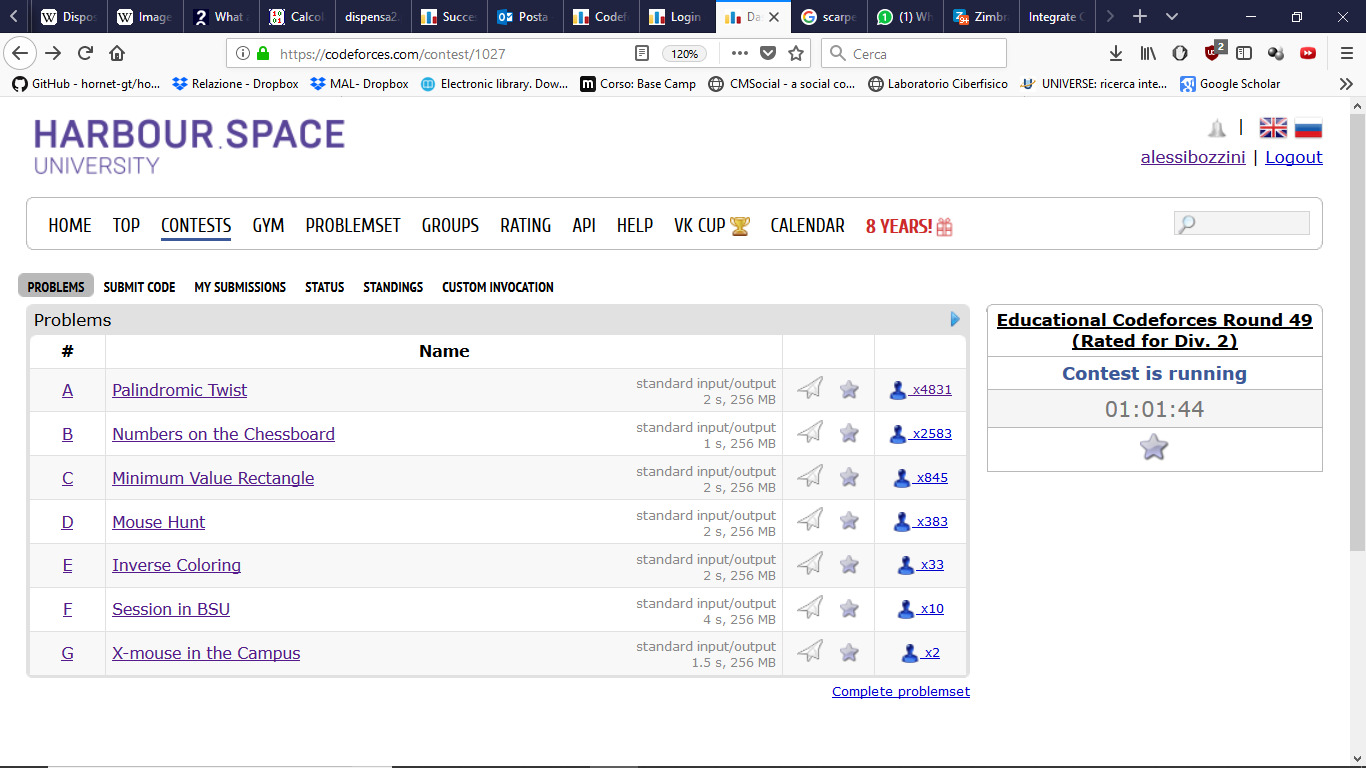 Dispos
Image
What a
Calcol
dispensa2.
Succes
Posta
Codef
Login
Da
scarpe
(1) Wh
Zimbra
Integrate C
https://codeforces.com/contest/1027
120%
Cerca
2
GitHub - hornet-gt/ho...
Relazione - Dropbox
MAL- Dropbox
Electronic library. Dow...
Corso: Base Camp
CMSocial - a social co...
Laboratorio Ciberfisico
UNIVERSE: ricerca inte...
Google Scholar
HARBOUR.SPACE
UNIVERSITY
alessibozzini | Logout
HOME TOP CONTESTS GYM PROBLEMSET GROUPS RATING API HELP VK CUP CALENDAR 8 YEARS!
PROBLEMS SUBMIT CODE MY SUBMISSIONS STATUS STANDINGS CUSTOM INVOCATION
Problems
# Name
A Palindromic Twist standard input/output x4831
2 s, 256 MB
B Numbers on the Chessboard standard input/output x2583
1 s, 256 MB
C Minimum Value Rectangle standard input/output x845
2 s, 256 MB
D Mouse Hunt standard input/output x383
2 s, 256 MB
E Inverse Coloring standard input/output x33
2 s, 256 MB
F Session in BSU standard input/output x10
4 s, 256 MB
G X-mouse in the Campus standard input/output x2
1.5 s, 256 MB
Complete problemset
Educational Codeforces Round 49
(Rated for Div. 2)
Contest is running
01:01:44